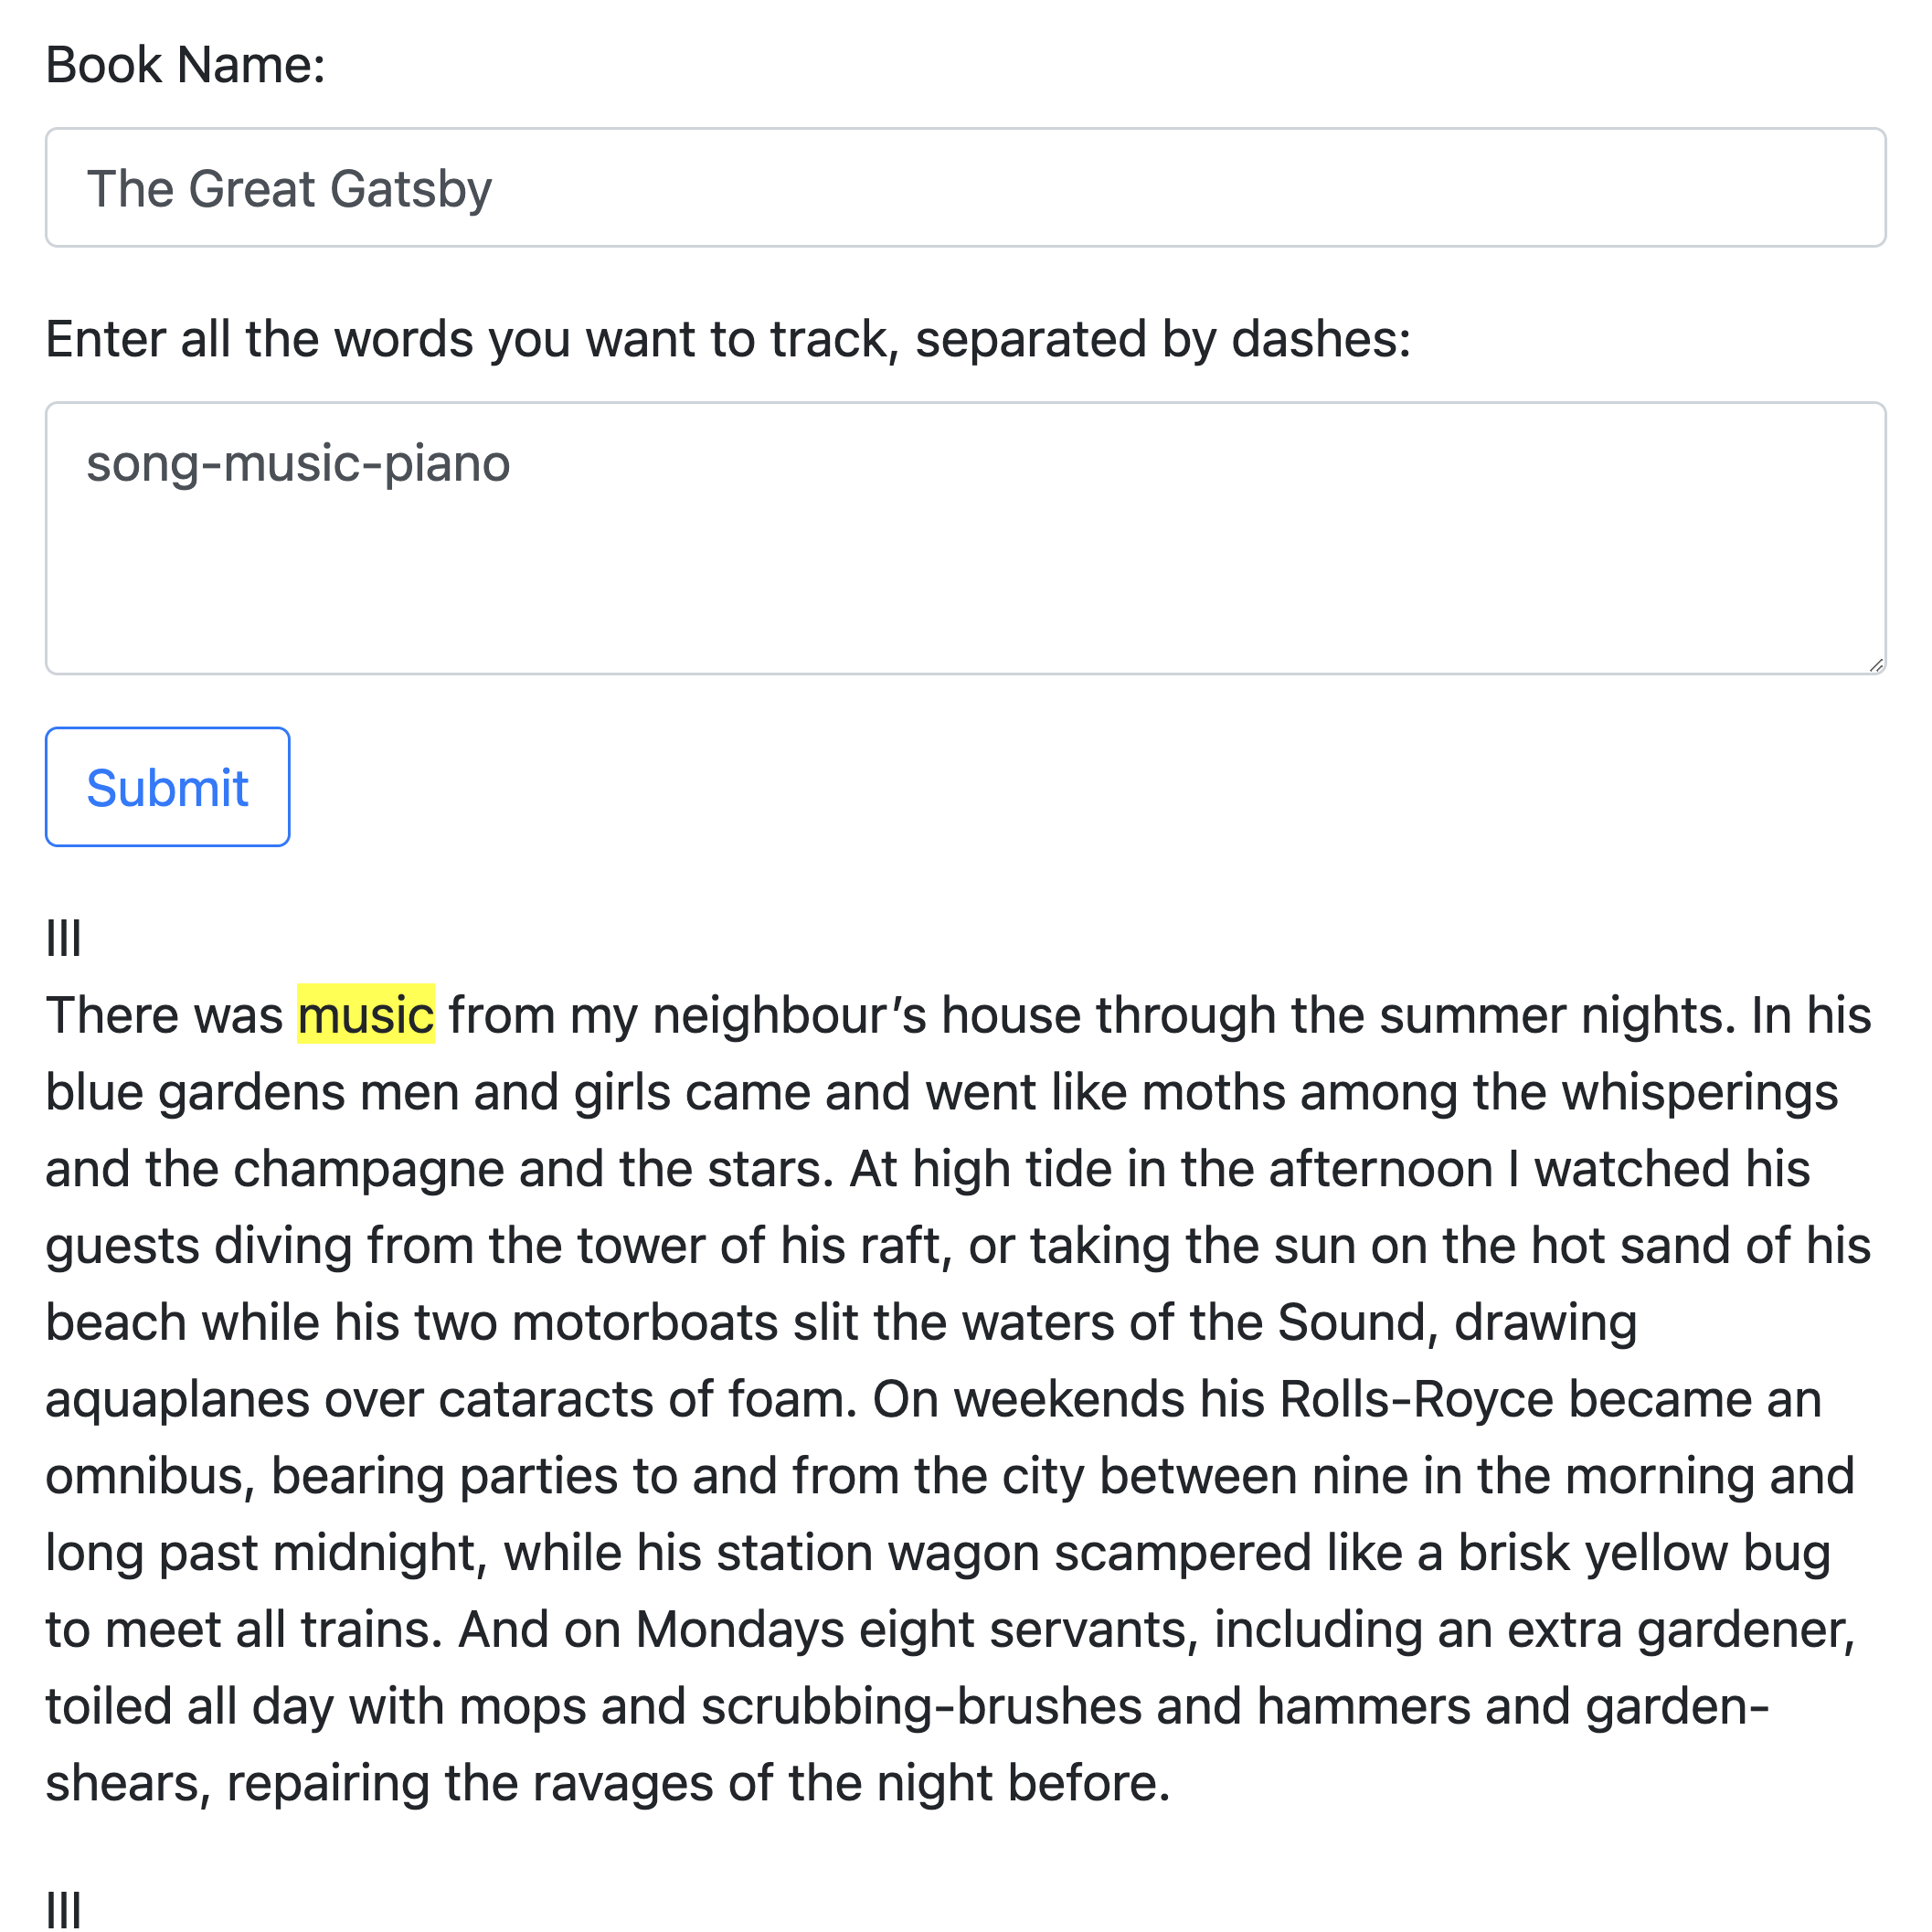 Book Name:
The Great Gatsby
Enter all the words you want to track, separated by dashes:
song-music-piano
Submit
III
There was music from my neighbour’s house through the summer nights. In his
blue gardens men and girls came and went like moths among the whisperings
and the champagne and the stars. At high tide in the afternoon I watched his
guests diving from the tower of his raft, or taking the sun on the hot sand of his
beach while his two motorboats slit the waters of the Sound, drawing
aquaplanes over cataracts of foam. On weekends his Rolls-Royce became an
omnibus, bearing parties to and from the city between nine in the morning and
long past midnight, while his station wagon scampered like a brisk yellow bug
to meet all trains. And on Mondays eight servants, including an extra gardener,
toiled all day with mops and scrubbing-brushes and hammers and garden-
shears, repairing the ravages of the night before.
III